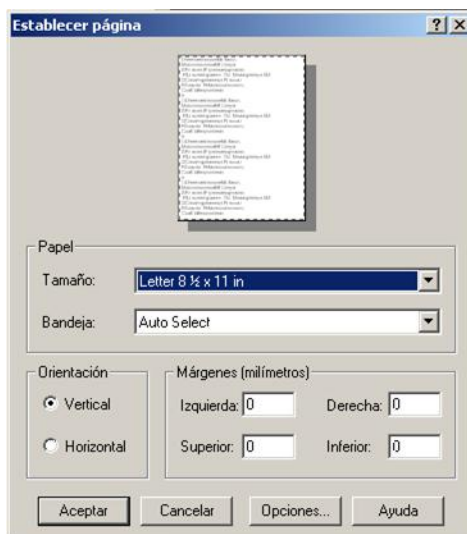 Establecer página
Papel
Tamaño: Letter 8 ½ x 11 in
Bandeja: Auto Select
Orientación
Vertical
Horizontal
Márgenes (milímetros)
Izquierda: 0 Derecha: 0
Superior: 0 Inferior: 0
Aceptar Cancelar Opciones... Ayuda